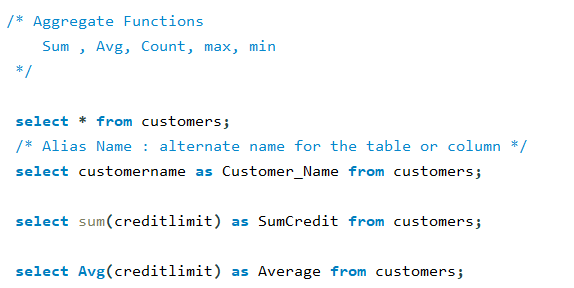 /* Aggregate Functions
Sum , Avg, Count, max, min
*/
select * from customers;
/* Alias Name : alternate name for the table or column */
select customername as Customer_Name from customers;
select sum(creditlimit) as SumCredit from customers;
select Avg(creditlimit) as Average from customers;